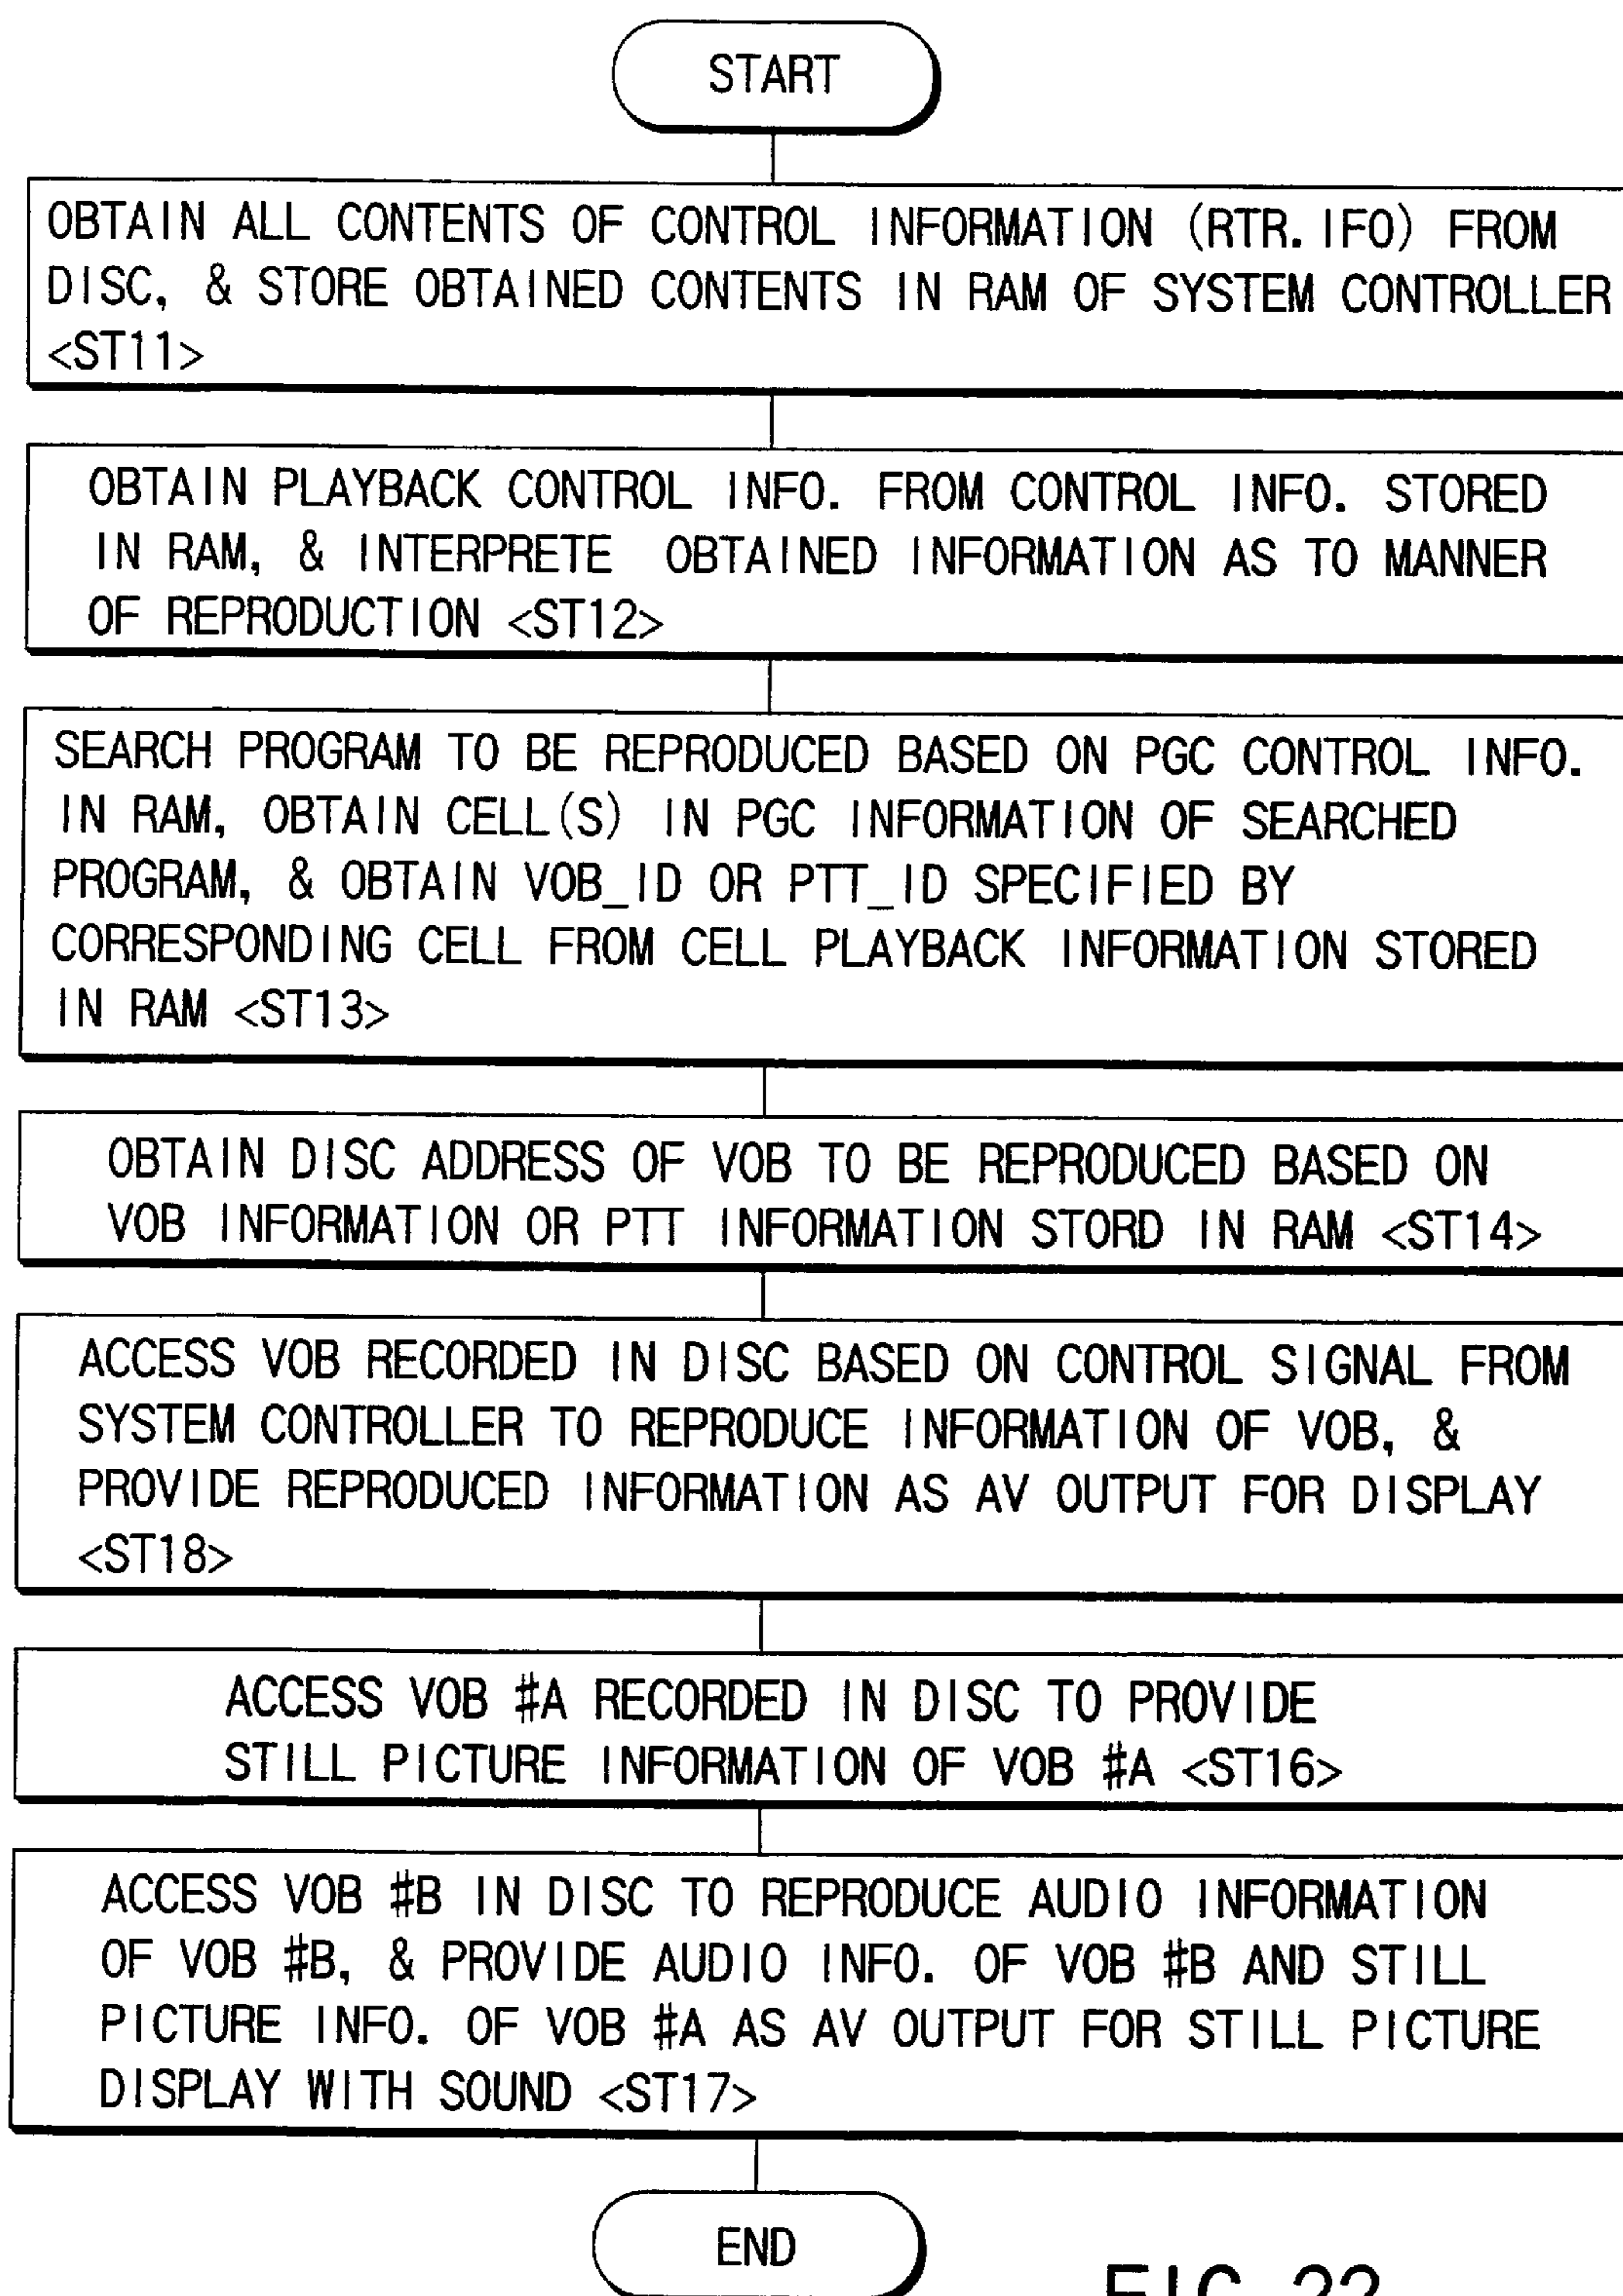 START
OBTAIN ALL CONTENTS OF CONTROL INFORMATION (RTR.IFO) FROM
DISC, & STORE OBTAINED CONTENTS IN RAM OF SYSTEM CONTROLLER
<ST11>
OBTAIN PLAYBACK CONTROL INFO. FROM CONTROL INFO. STORED
IN RAM, & INTERPRETE OBTAINED INFORMATION AS TO MANNER
OF REPRODUCTION <ST12>
SEARCH PROGRAM TO BE REPRODUCED BASED ON PGC CONTROL INFO.
IN RAM, OBTAIN CELL(S) IN PGC INFORMATION OF SEARCHED
PROGRAM, & OBTAIN VOB_ID OR PTT_ID SPECIFIED BY
CORRESPONDING CELL FROM CELL PLAYBACK INFORMATION STORED
IN RAM <ST13>
OBTAIN DISC ADDRESS OF VOB TO BE REPRODUCED BASED ON
VOB INFORMATION OR PTT INFORMATION STORD IN RAM <ST14>
ACCESS VOB RECORDED IN DISC BASED ON CONTROL SIGNAL FROM
SYSTEM CONTROLLER TO REPRODUCE INFORMATION OF VOB, &
PROVIDE REPRODUCED INFORMATION AS AV OUTPUT FOR DISPLAY
<ST18>
ACCESS VOB #A RECORDED IN DISC TO PROVIDE
STILL PICTURE INFORMATION OF VOB #A <ST16>
ACCESS VOB #B IN DISC TO REPRODUCE AUDIO INFORMATION
OF VOB #B, & PROVIDE AUDIO INFO. OF VOB #B AND STILL
PICTURE INFO. OF VOB #A AS AV OUTPUT FOR STILL PICTURE
DISPLAY WITH SOUND <ST17>
END